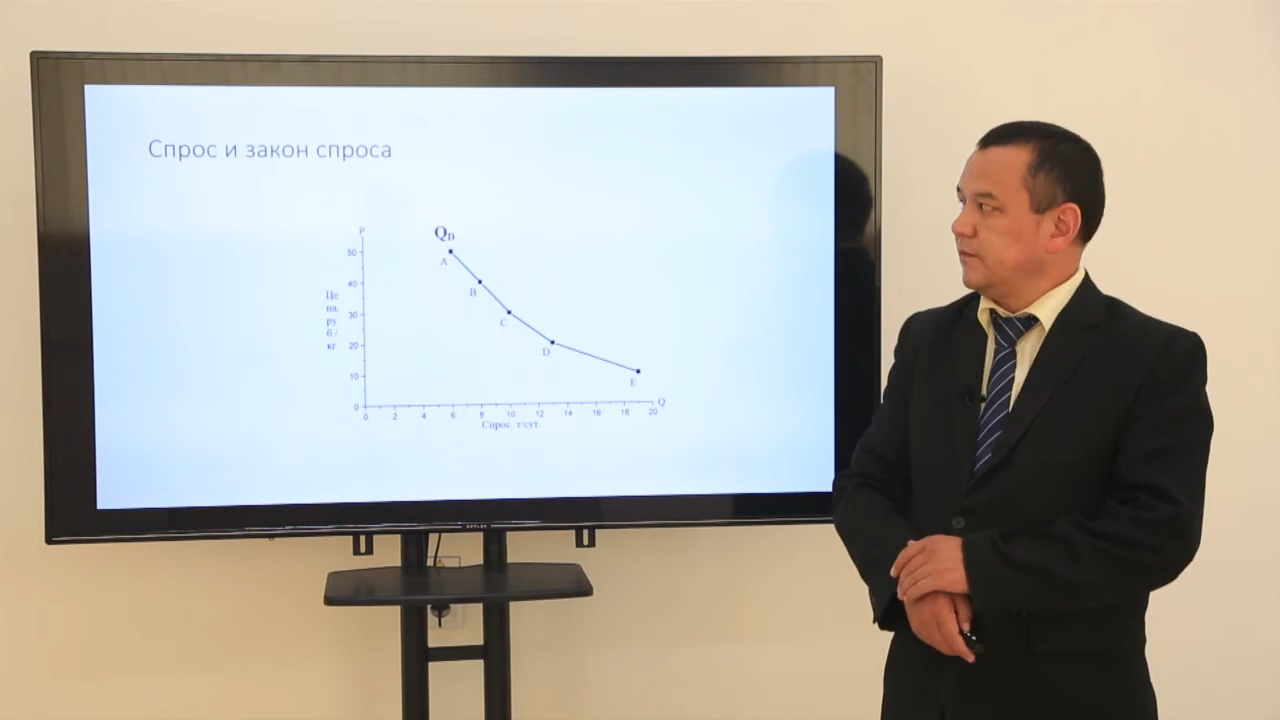 Спрос и закон спроса
P
Q_D
50
A
40
B
Це
на,
ру
б./
кг
30
C
20
D
10
E
0
0 2 4 6 8 10 12 14 16 18 20
Q
Спрос, т/сут.